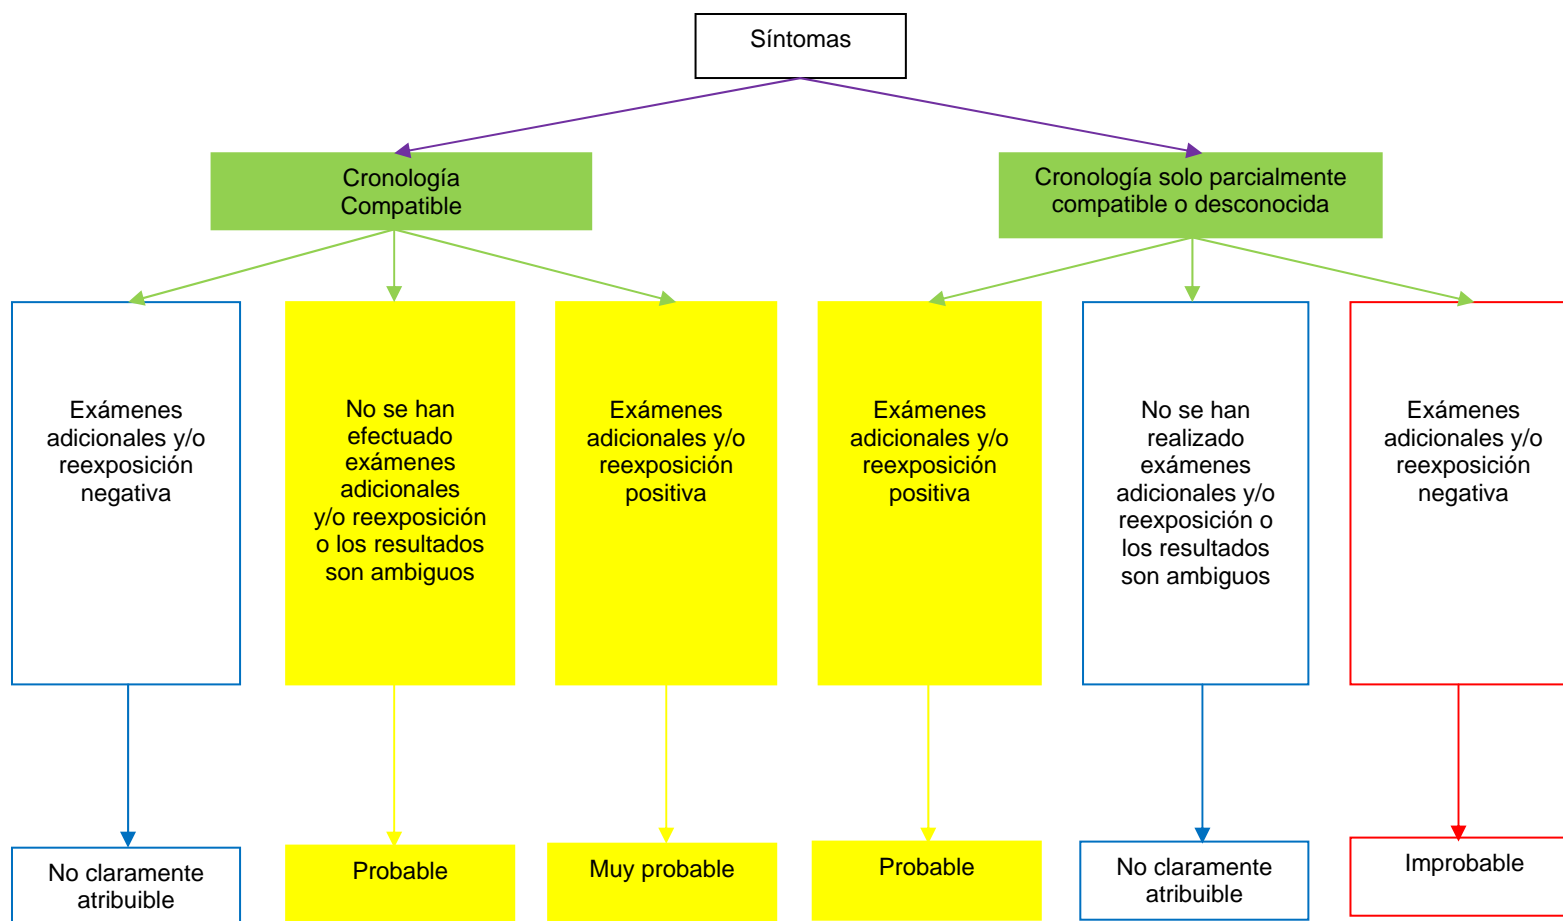 Síntomas
Cronología
Compatible
Cronología solo parcialmente
compatible o desconocida
Exámenes
adicionales y/o
reexposición
negativa
No se han
efectuado
exámenes
adicionales
y/o reexposición
o los resultados
son ambiguos
Exámenes
adicionales y/o
reexposición
positiva
Exámenes
adicionales y/o
reexposición
positiva
No se han
realizado
exámenes
adicionales y/o
reexposición o
los resultados
son ambiguos
Exámenes
adicionales y/o
reexposición
negativa
No claramente
atribuible
Probable
Muy probable
Probable
No claramente
atribuible
Improbable